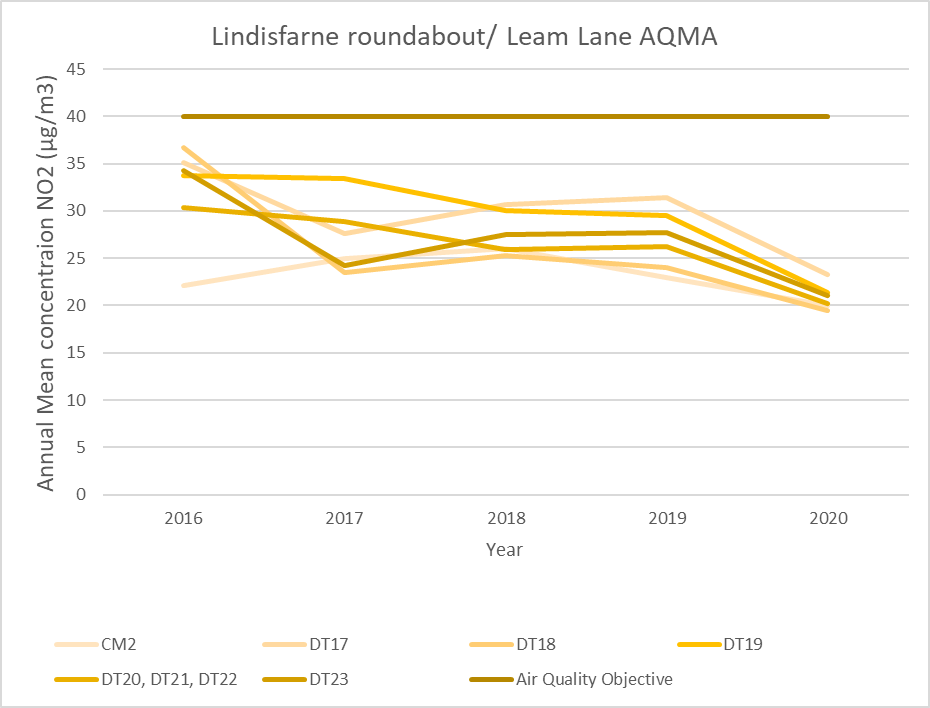 Lindisfarne roundabout/ Leam Lane AQMA
Annual Mean concentraion NO2 (µg/m3)
45
40
35
30
25
20
15
10
5
0
2016 2017 2018 2019 2020
Year
CM2 DT17 DT18 DT19
DT20, DT21, DT22 DT23 Air Quality Objective